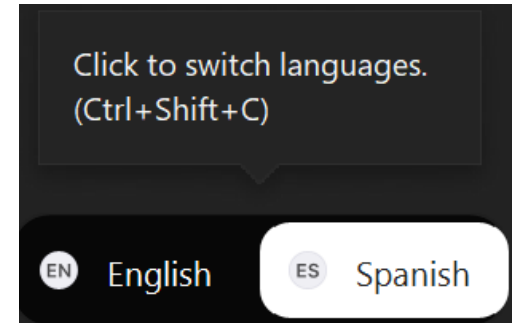 Click to switch languages.
(Ctrl+Shift+C)
EN English ES Spanish